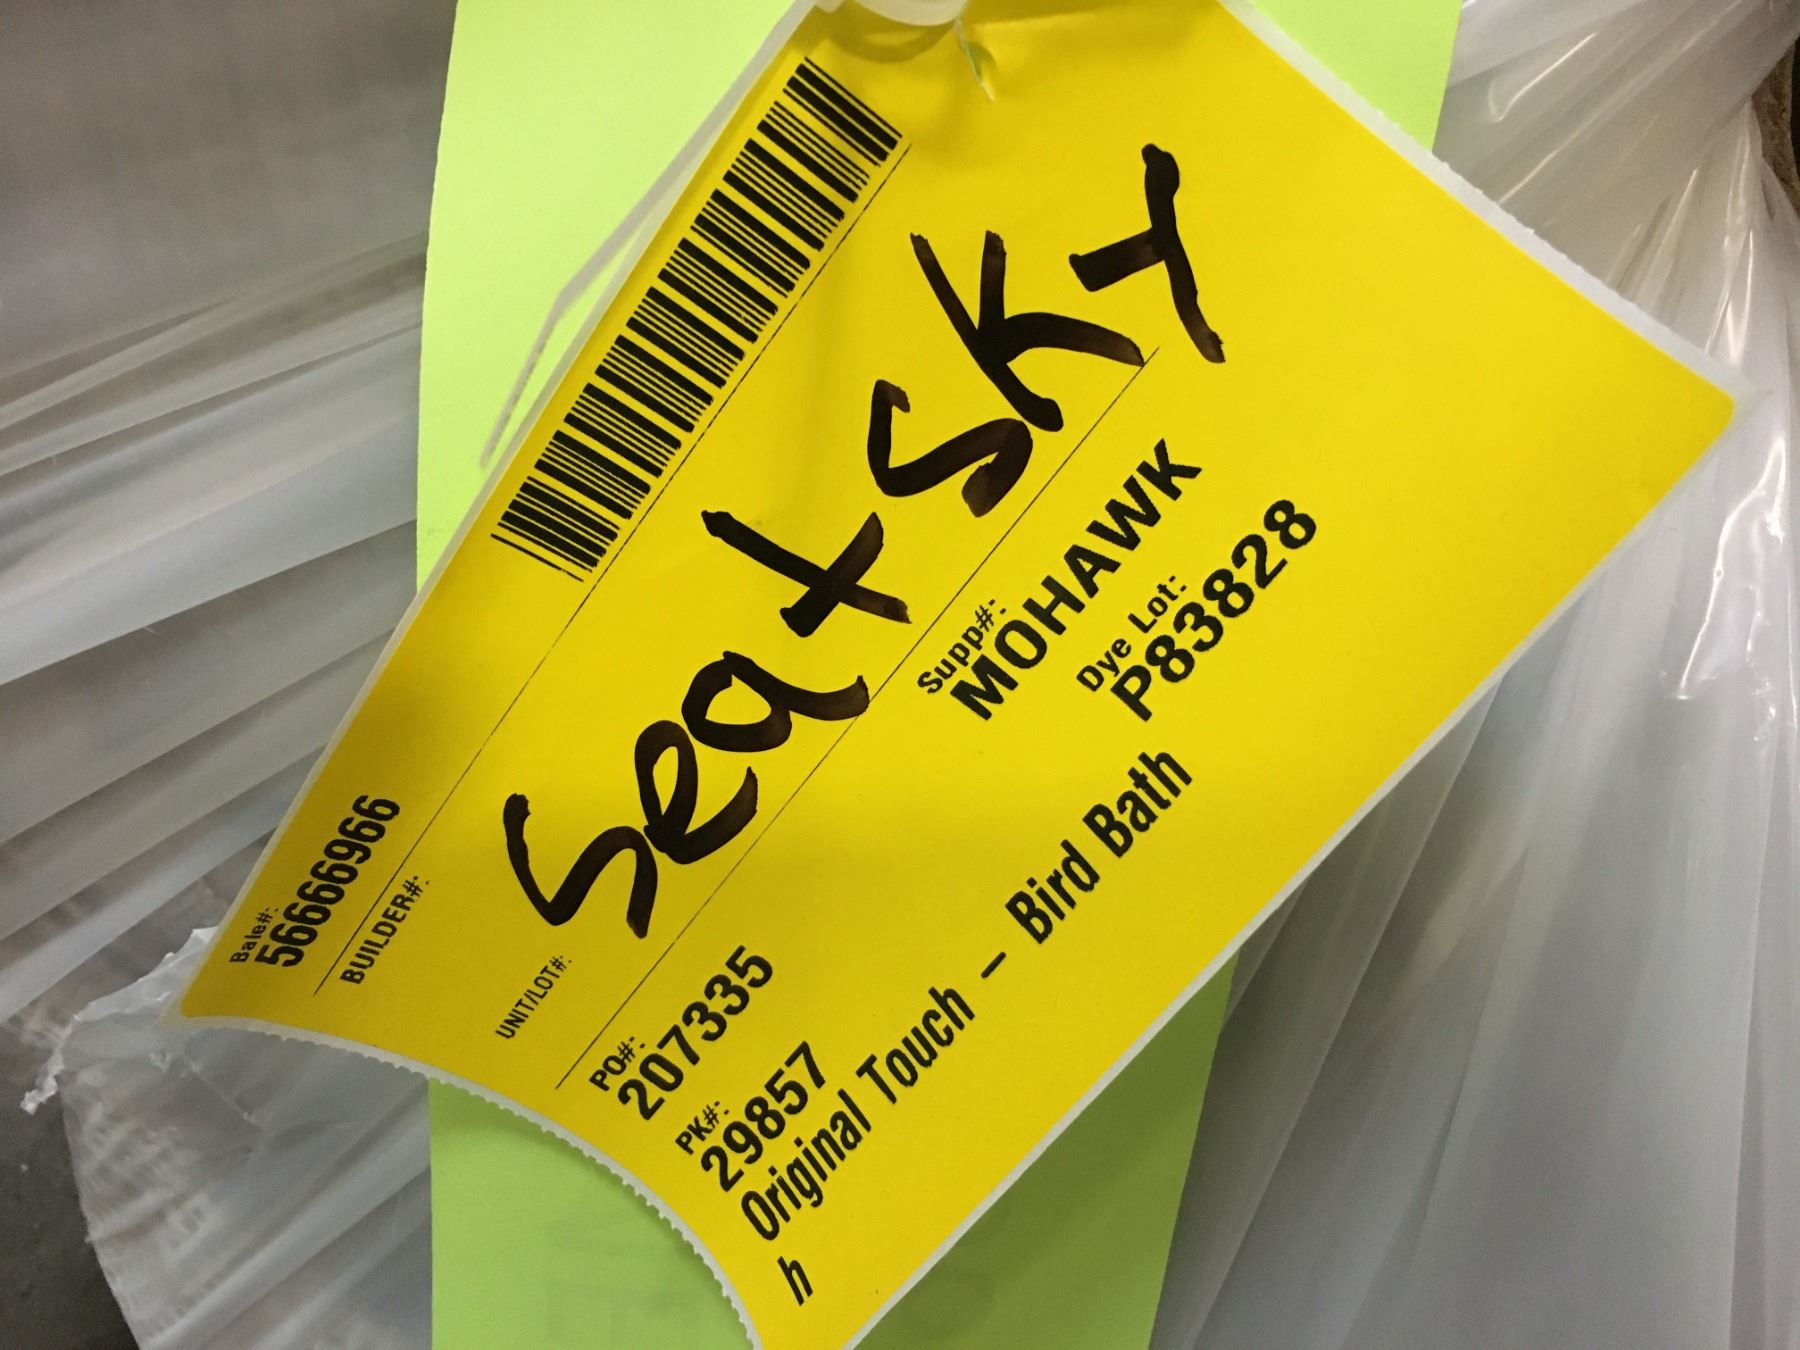 Bale#:
56666966
BUILDER#:
UNIT/LOT#:
Sea + SKY
PO#:
207335
Supp#:
MOHAWK
PK#:
29857
Dye Lot:
P83828
Original Touch – Bird Bath
h